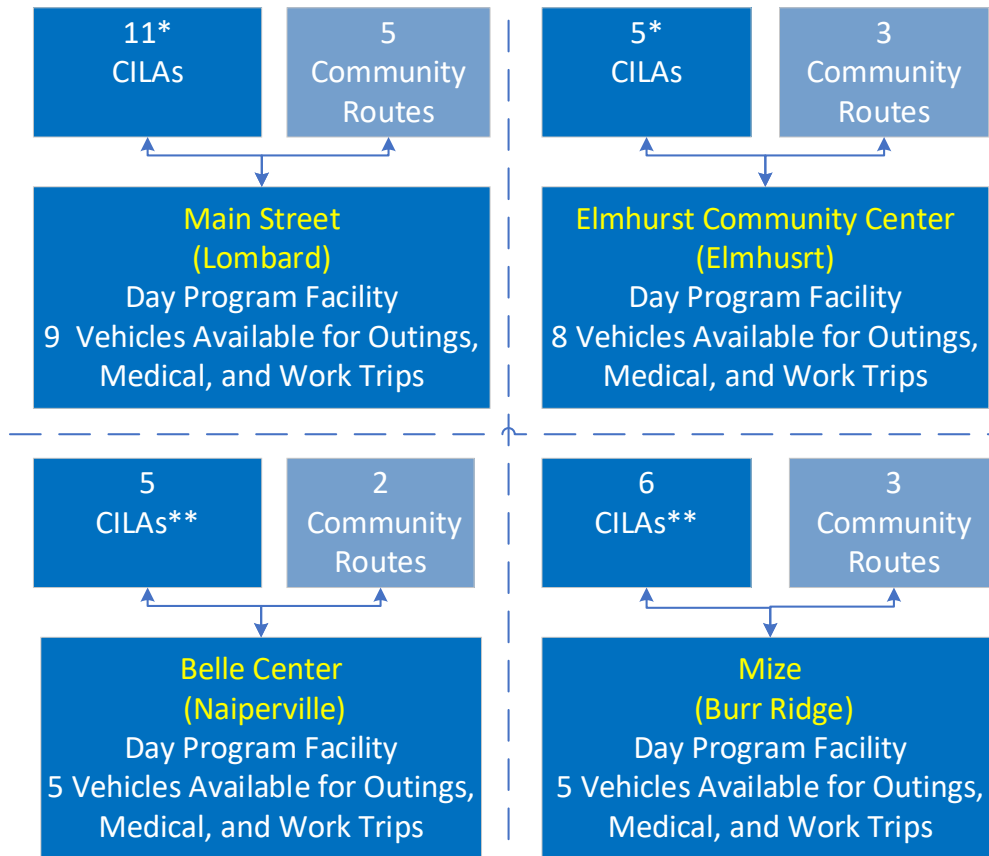 11*
CILAs
5
Community
Routes
Main Street
(Lombard)
Day Program Facility
9 Vehicles Available for Outings,
Medical, and Work Trips
5*
CILAs
3
Community
Routes
Elmhurst Community Center
(Elmhusrt)
Day Program Facility
8 Vehicles Available for Outings,
Medical, and Work Trips
5
CILAs**
2
Community
Routes
Belle Center
(Naiperville)
Day Program Facility
5 Vehicles Available for Outings,
Medical, and Work Trips
6
CILAs**
3
Community
Routes
Mize
(Burr Ridge)
Day Program Facility
5 Vehicles Available for Outings,
Medical, and Work Trips